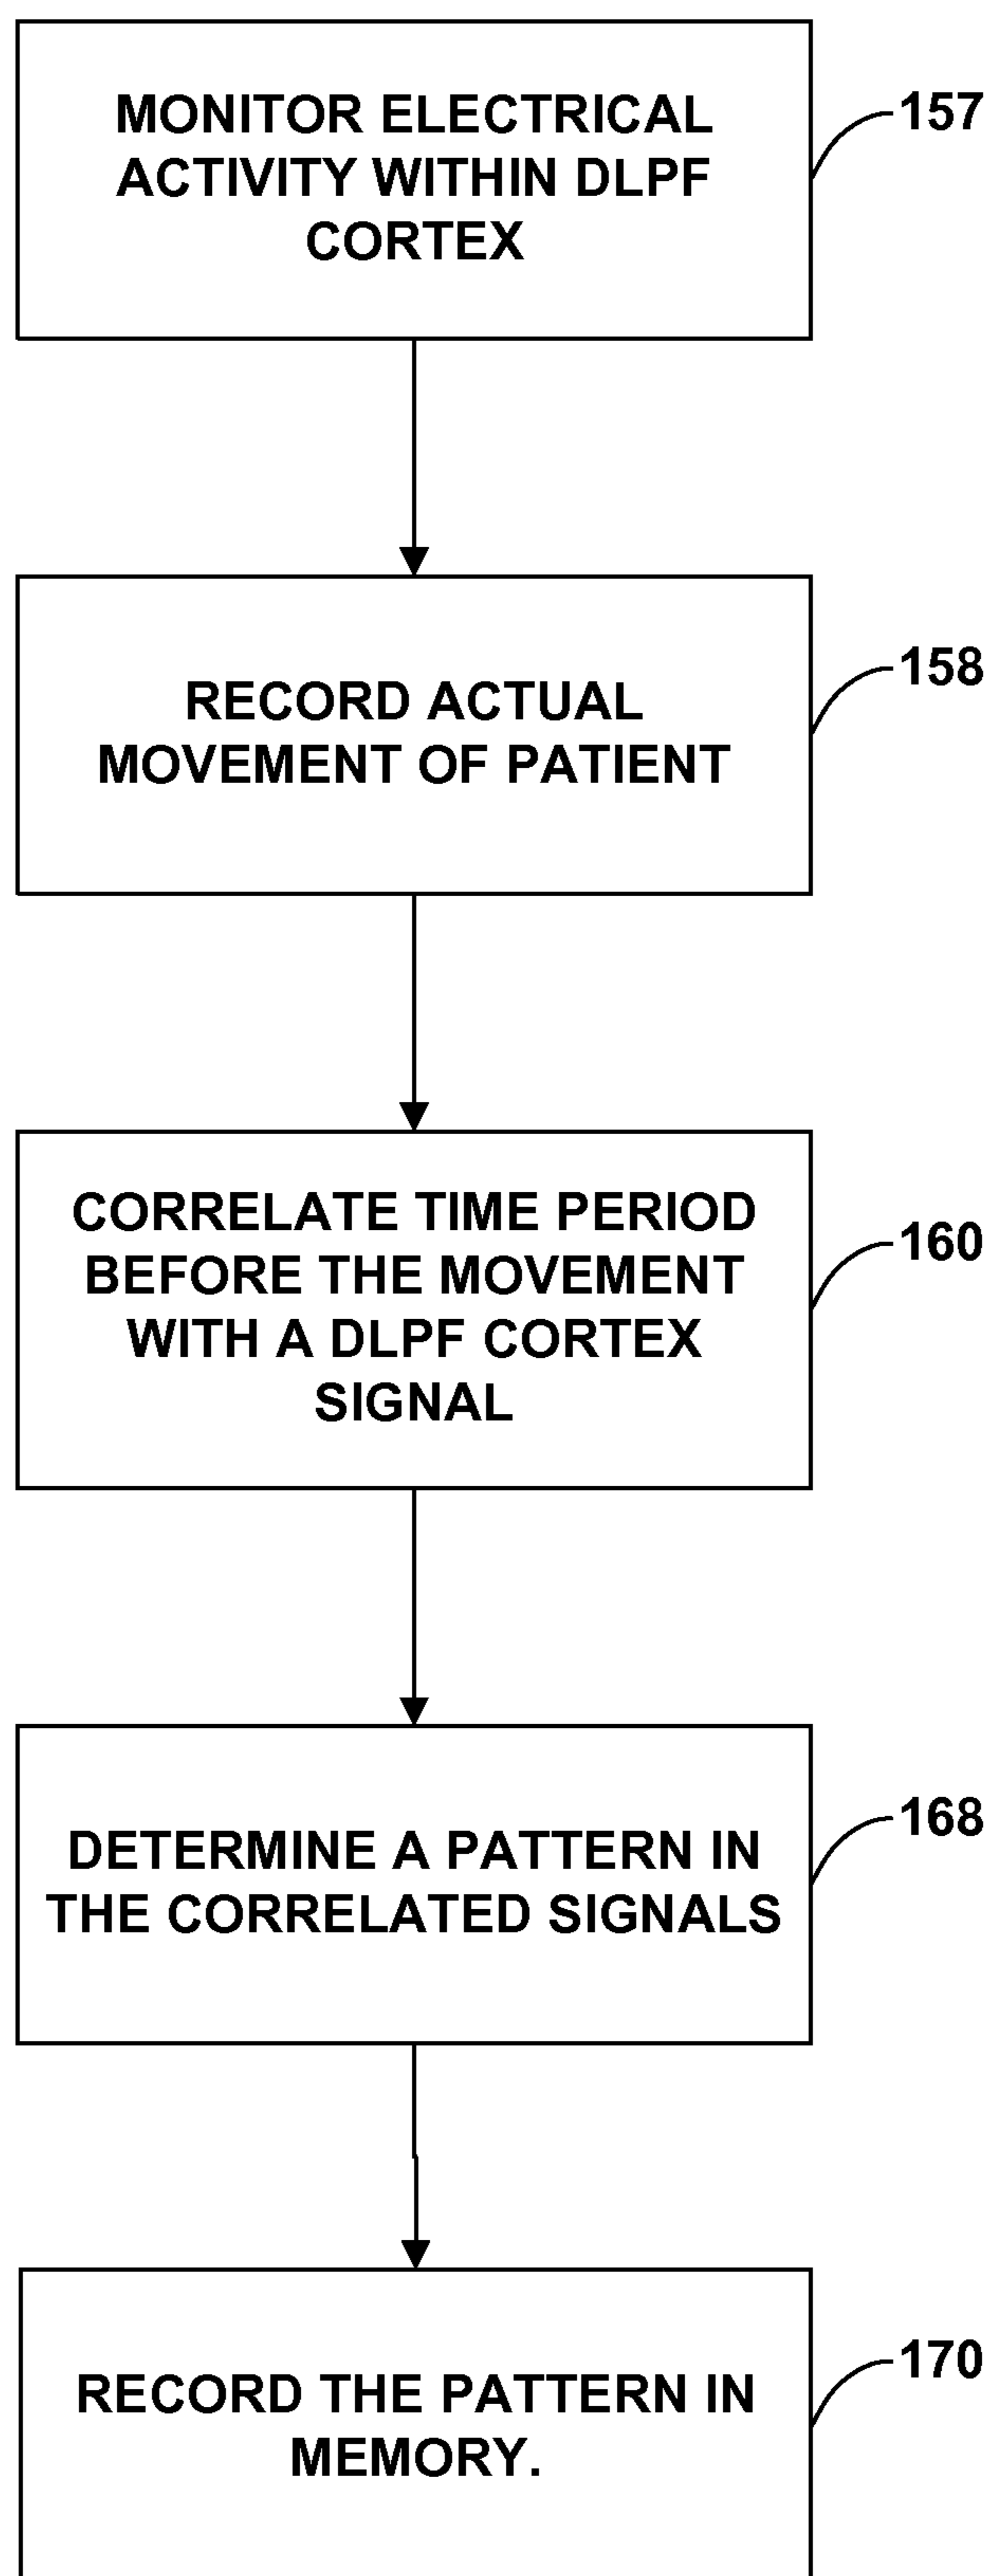 MONITOR ELECTRICAL
ACTIVITY WITHIN DLPF
CORTEX
157
RECORD ACTUAL
MOVEMENT OF PATIENT
158
CORRELATE TIME PERIOD
BEFORE THE MOVEMENT
WITH A DLPF CORTEX
SIGNAL
160
DETERMINE A PATTERN IN
THE CORRELATED SIGNALS
168
RECORD THE PATTERN IN
MEMORY.
170